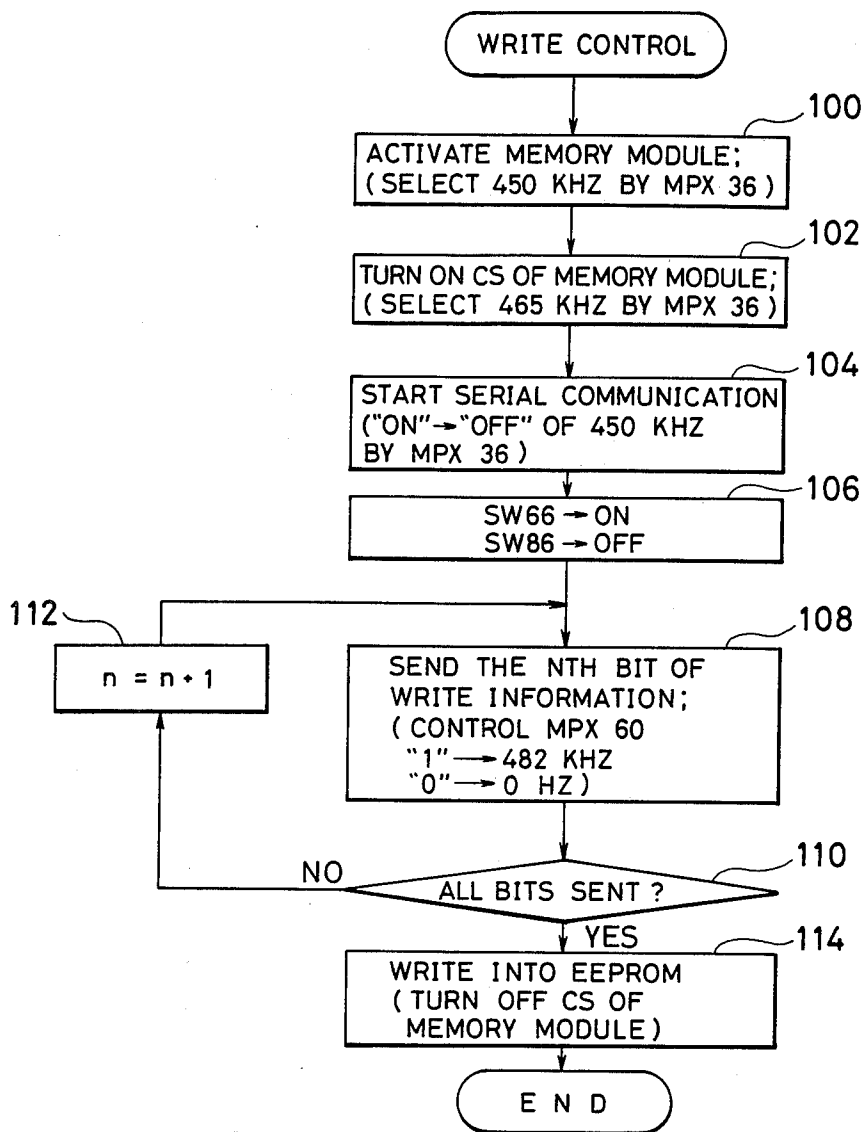 WRITE CONTROL
100
ACTIVATE MEMORY MODULE;
(SELECT 450 KHZ BY MPX 36)
102
TURN ON CS OF MEMORY MODULE;
(SELECT 465 KHZ BY MPX 36)
104
START SERIAL COMMUNICATION
("ON"→"OFF" OF 450 KHZ
BY MPX 36)
106
SW66→ON
SW86→OFF
112
n = n+1
108
SEND THE NTH BIT OF
WRITE INFORMATION;
(CONTROL MPX 60
"1"→482 KHZ
"0"→0 HZ)
110
NO
ALL BITS SENT?
YES
114
WRITE INTO EEPROM
(TURN OFF CS OF
MEMORY MODULE)
END